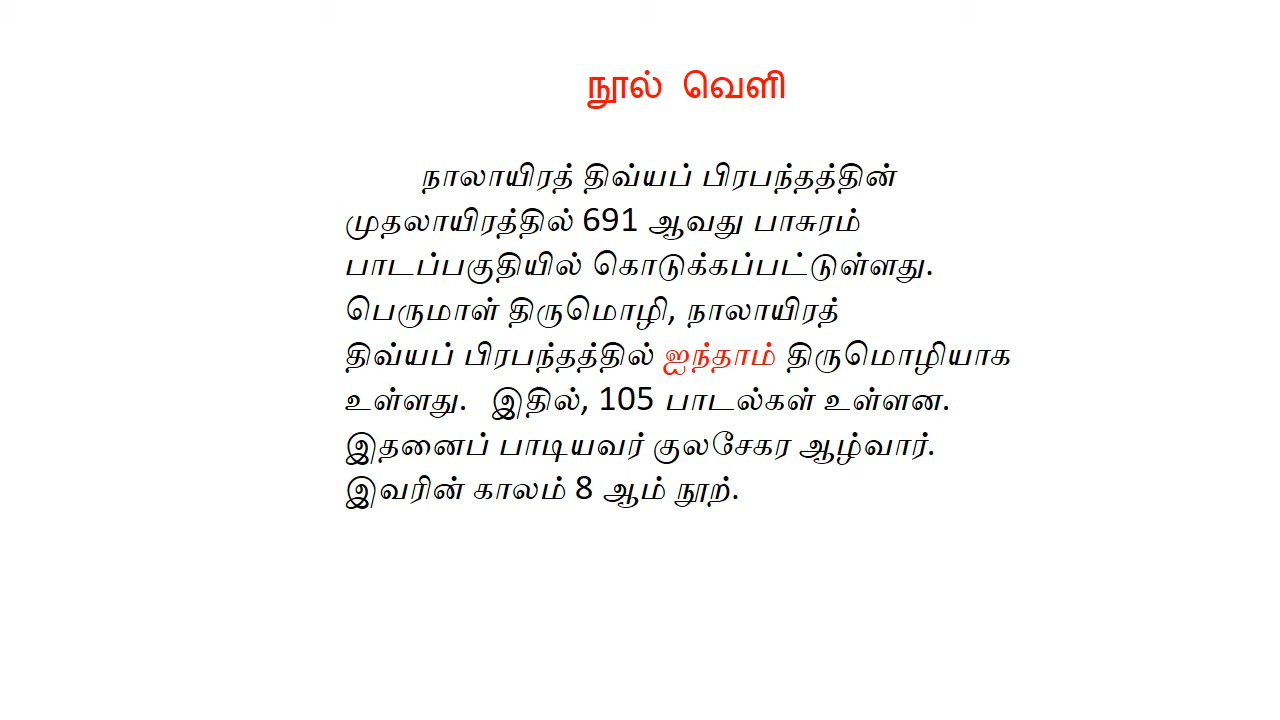 நூல் வெளி
நாலாயிரத் திவ்யப் பிரபந்தத்தின்
முதலாயிரத்தில் 691 ஆவது பாசுரம்
பாடப்பகுதியில் கொடுக்கப்பட்டுள்ளது.
பெருமாள் திருமொழி, நாலாயிரத்
திவ்யப் பிரபந்தத்தில் ஐந்தாம் திருமொழியாக
உள்ளது. இதில், 105 பாடல்கள் உள்ளன.
இதனைப் பாடியவர் குலசேகர ஆழ்வார்.
இவரின் காலம் 8 ஆம் நூற்.